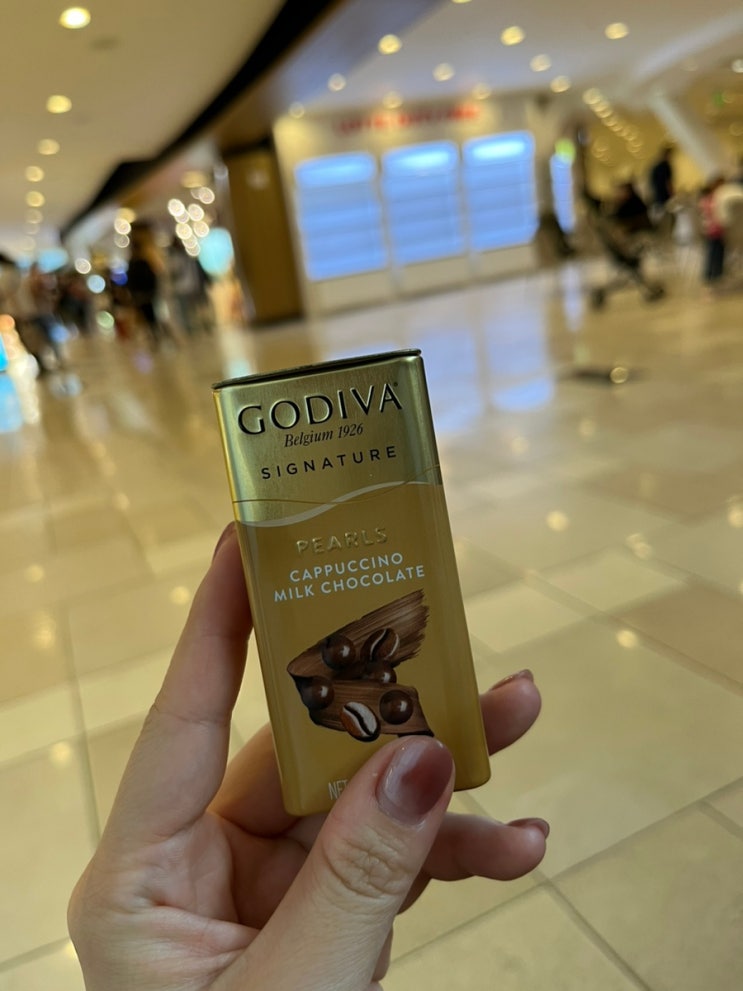 GODIVA
Belgium 1926
SIGNATURE
PEARLS
CAPPUCCINO
MILK CHOCOLATE